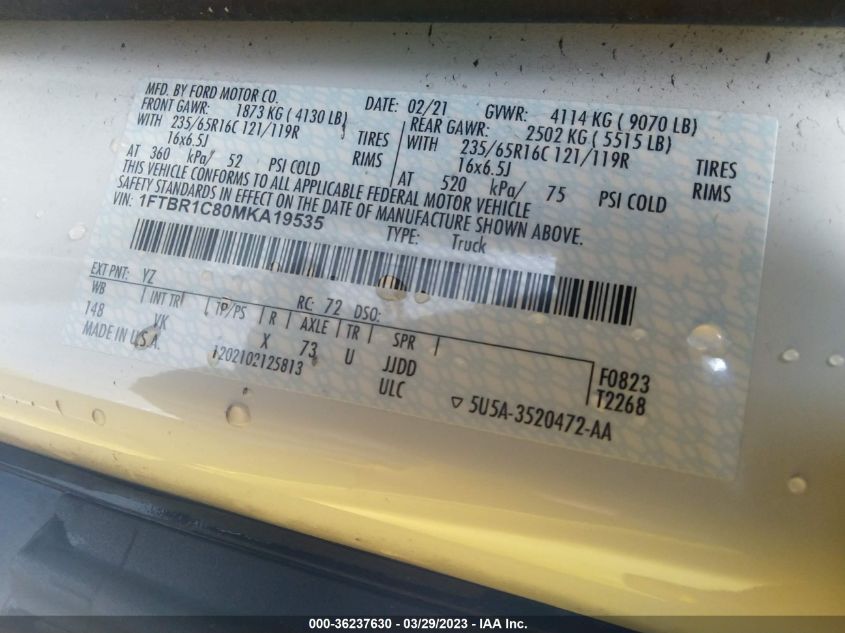 MFD. BY FORD MOTOR CO.
DATE: 02/21 GVWR: 4114 KG ( 9070 LB)
FRONT GAWR: 1873 KG ( 4130 LB) REAR GAWR: 2502 KG ( 5515 LB)
WITH 235/65R16C 121/119R TIRES WITH 235/65R16C 121/119R TIRES
16x6.5J RIMS 16x6.5J RIMS
AT 360 kPa/ 52 PSI COLD AT 520 kPa/ 75 PSI COLD
THIS VEHICLE CONFORMS TO ALL APPLICABLE FEDERAL MOTOR VEHICLE
SAFETY STANDARDS IN EFFECT ON THE DATE OF MANUFACTURE SHOWN ABOVE.
VIN: 1FTBR1C80MKA19535 TYPE: Truck
EXT PNT: YZ RC: 72 DSO:
WB INT TR TP/PS R AXLE TR SPR
148 VK X 73 U JJDD
MADE IN U.S.A. 1202102125813 ULC
F0823
T2268
▽ 5U5A-3520472-AA
000-36237630 - 03/29/2023 - IAA Inc.